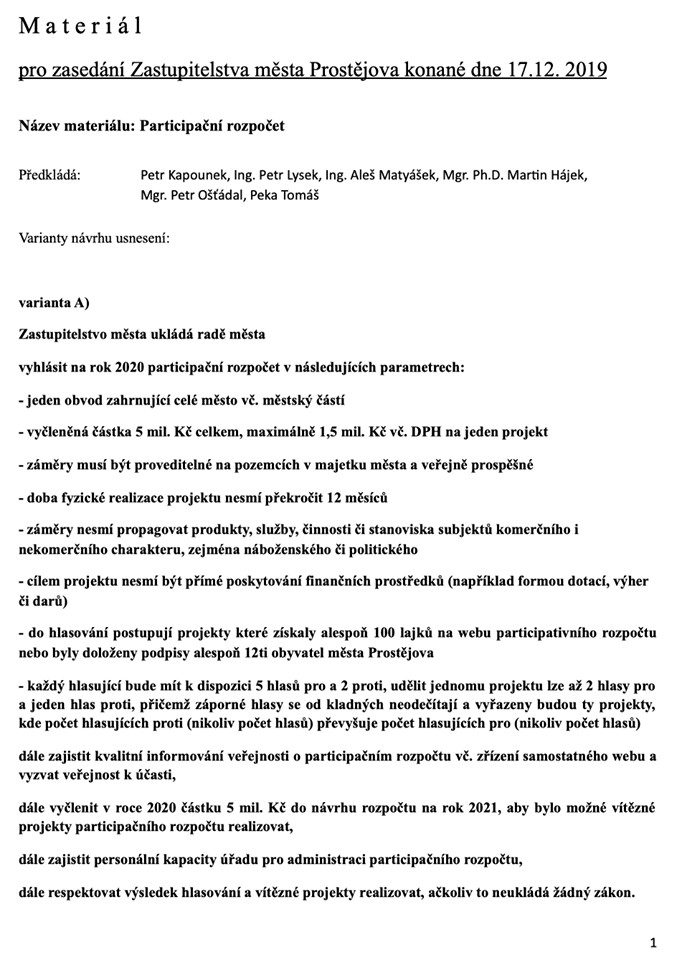 M a t e r i á l
pro zasedání Zastupitelstva města Prostějova konané dne 17.12. 2019
Název materiálu: Participační rozpočet
Předkládá: Petr Kapounek, Ing. Petr Lysek, Ing. Aleš Matyášek, Mgr. Ph.D. Martin Hájek,
Mgr. Petr Ošťádal, Peka Tomáš
Varianty návrhu usnesení:
varianta A)
Zastupitelstvo města ukládá radě města
vyhlásit na rok 2020 participační rozpočet v následujících parametrech:
- jeden obvod zahrnující celé město vč. městský částí
- vyčleněná částka 5 mil. Kč celkem, maximálně 1,5 mil. Kč vč. DPH na jeden projekt
- záměry musí být proveditelné na pozemcích v majetku města a veřejně prospěšné
- doba fyzické realizace projektu nesmí překročit 12 měsíců
- záměry nesmí propagovat produkty, služby, činnosti či stanoviska subjektů komerčního i
nekomerčního charakteru, zejména náboženského či politického
- cílem projektu nesmí být přímé poskytování finančních prostředků (například formou dotací, výher
či darů)
- do hlasování postupují projekty které získaly alespoň 100 lajků na webu participativního rozpočtu
nebo byly doloženy podpisy alespoň 12ti obyvatel města Prostějova
- každý hlasující bude mít k dispozici 5 hlasů pro a 2 proti, udělit jednomu projektu lze až 2 hlasy pro
a jeden hlas proti, přičemž záporné hlasy se od kladných neodečítají a vyřazeny budou ty projekty,
kde počet hlasujících proti (nikoliv počet hlasů) převyšuje počet hlasujících pro (nikoliv počet hlasů)
dále zajistit kvalitní informování veřejnosti o participačním rozpočtu vč. zřízení samostatného webu a
vyzvat veřejnost k účasti,
dále vyčlenit v roce 2020 částku 5 mil. Kč do návrhu rozpočtu na rok 2021, aby bylo možné vítězné
projekty participačního rozpočtu realizovat,
dále zajistit personální kapacity úřadu pro administraci participačního rozpočtu,
dále respektovat výsledek hlasování a vítězné projekty realizovat, ačkoliv to neukládá žádný zákon.
1